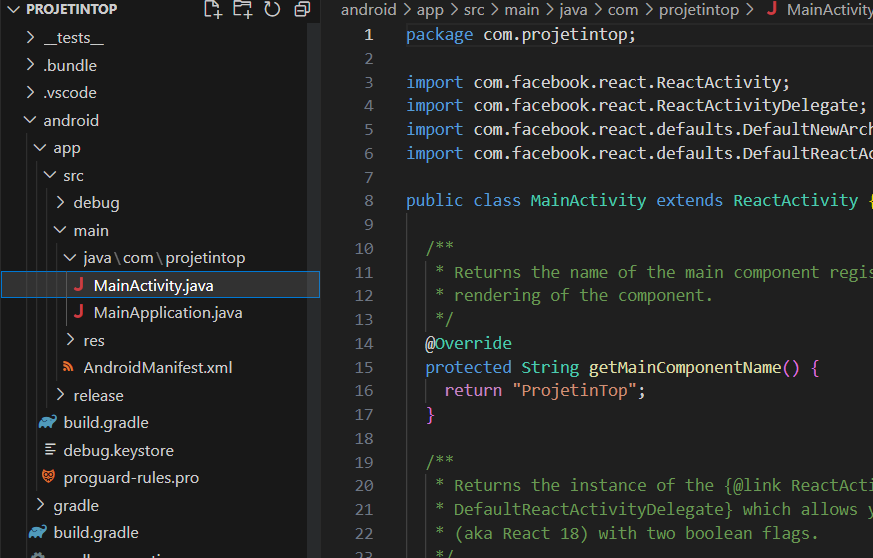 PROJETINTOP
__tests__
.bundle
.vscode
android
app
src
debug
main
java\com\projetintop
MainActivity.java
MainApplication.java
res
AndroidManifest.xml
release
build.gradle
debug.keystore
proguard-rules.pro
gradle
build.gradle
android > app > src > main > java > com > projetintop > MainActivity
1 package com.projetintop;
2
3 import com.facebook.react.ReactActivity;
4 import com.facebook.react.ReactActivityDelegate;
5 import com.facebook.react.defaults.DefaultNewArch
6 import com.facebook.react.defaults.DefaultReactAc
7
8 public class MainActivity extends ReactActivity {
9
10 /**
11 * Returns the name of the main component regis
12 * rendering of the component.
13 */
14 @Override
15 protected String getMainComponentName() {
16 return "ProjetinTop";
17 }
18
19 /**
20 * Returns the instance of the {@link ReactActi
21 * DefaultReactActivityDelegate} which allows y
22 * (aka React 18) with two boolean flags.
23 */